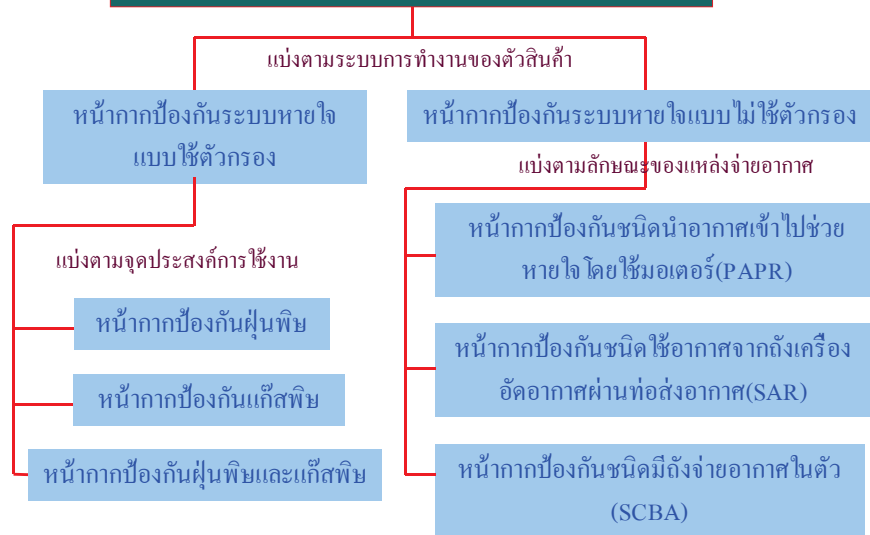 แบ่งตามระบบการทำงานของตัวสินค้า
หน้ากากป้องกันระบบหายใจ
แบบใช้ตัวกรอง
หน้ากากป้องกันระบบหายใจแบบไม่ใช้ตัวกรอง
แบ่งตามลักษณะของแหล่งจ่ายอากาศ
แบ่งตามจุดประสงค์การใช้งาน
หน้ากากป้องกันฝุ่นพิษ
หน้ากากป้องกันแก๊สพิษ
หน้ากากป้องกันฝุ่นพิษและแก๊สพิษ
หน้ากากป้องกันชนิดนำอากาศเข้าไปช่วย
หายใจโดยใช้มอเตอร์(PAPR)
หน้ากากป้องกันชนิดใช้อากาศจากถังเครื่อง
อัดอากาศผ่านท่อส่งอากาศ(SAR)
หน้ากากป้องกันชนิดมีถังจ่ายอากาศในตัว
(SCBA)